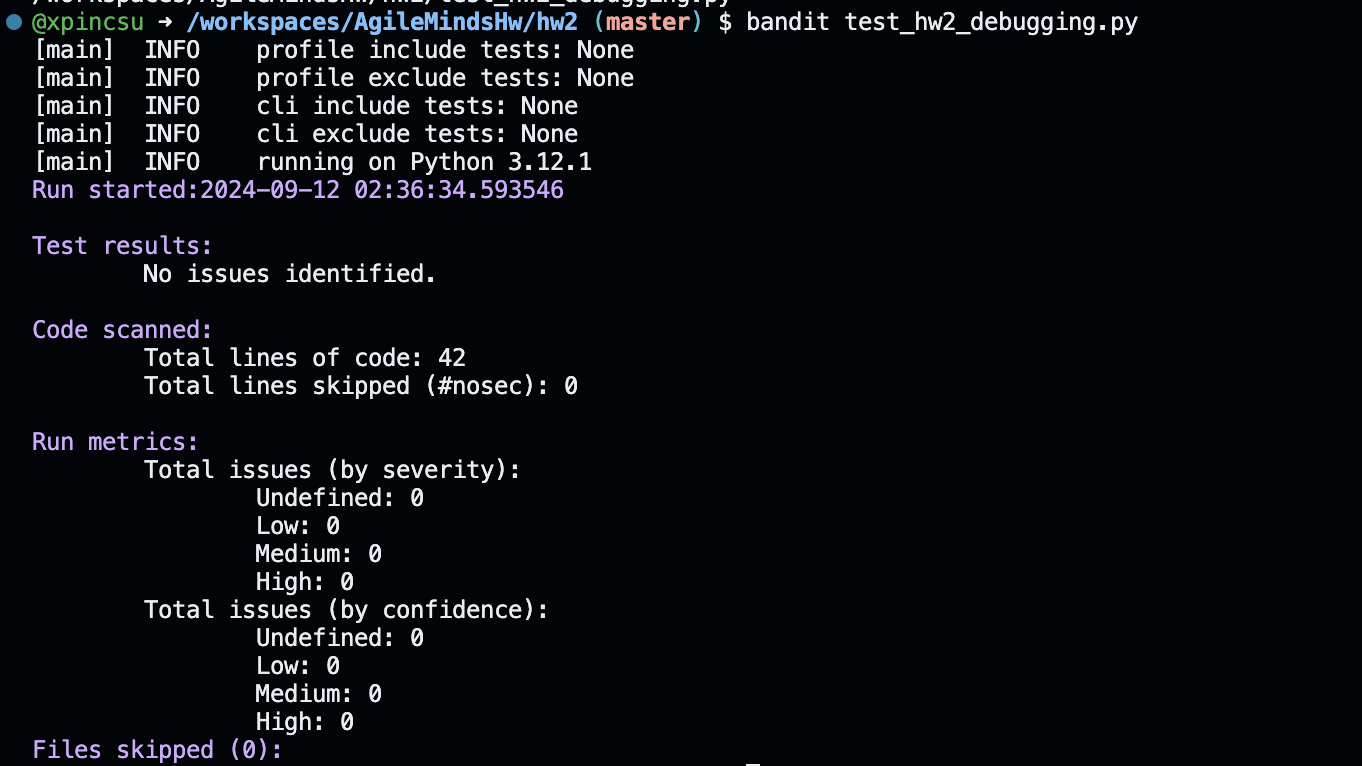 /workspaces/AgileMindsHw/hw2/test_hw2_debugging.py
@xpincsu ➜ /workspaces/AgileMindsHw/hw2 (master) $ bandit test_hw2_debugging.py
[main]  INFO    profile include tests: None
[main]  INFO    profile exclude tests: None
[main]  INFO    cli include tests: None
[main]  INFO    cli exclude tests: None
[main]  INFO    running on Python 3.12.1
Run started:2024-09-12 02:36:34.593546
Test results:
No issues identified.
Code scanned:
Total lines of code: 42
Total lines skipped (#nosec): 0
Run metrics:
Total issues (by severity):
Undefined: 0
Low: 0
Medium: 0
High: 0
Total issues (by confidence):
Undefined: 0
Low: 0
Medium: 0
High: 0
Files skipped (0):